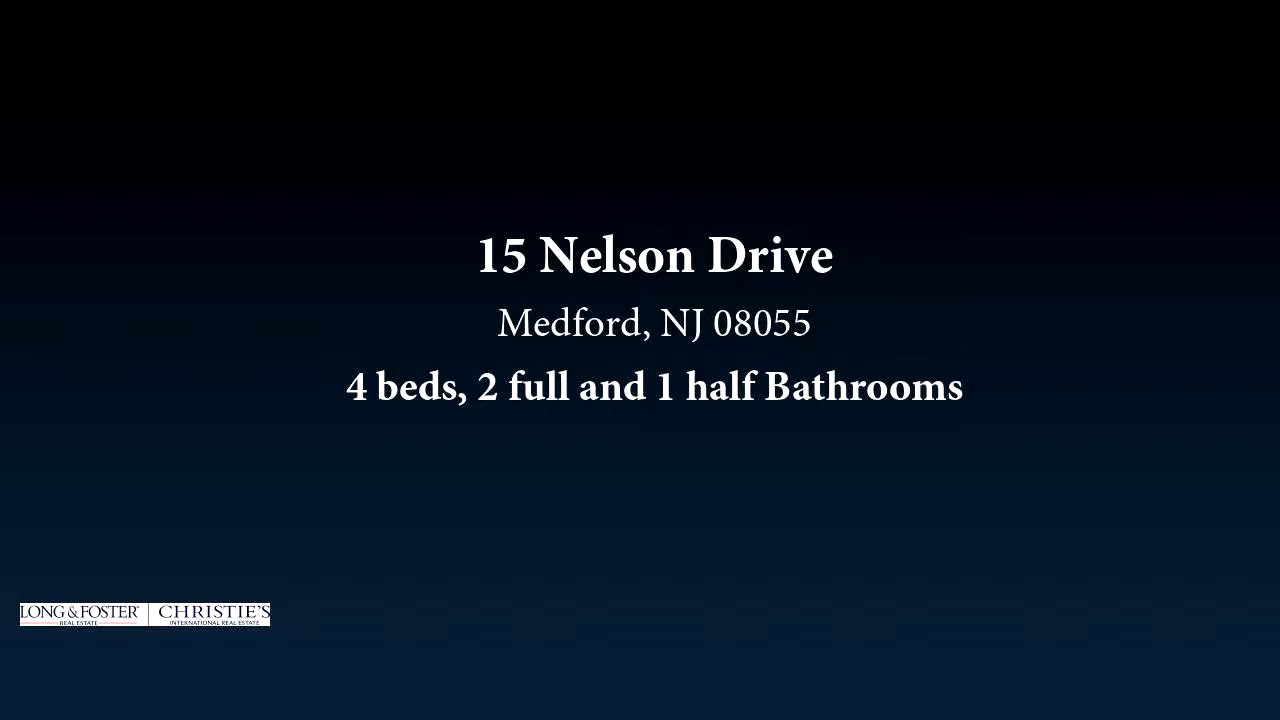 15 Nelson Drive
Medford, NJ 08055
4 beds, 2 full and 1 half Bathrooms
LONG & FOSTER
REAL ESTATE
CHRISTIE'S
INTERNATIONAL REAL ESTATE